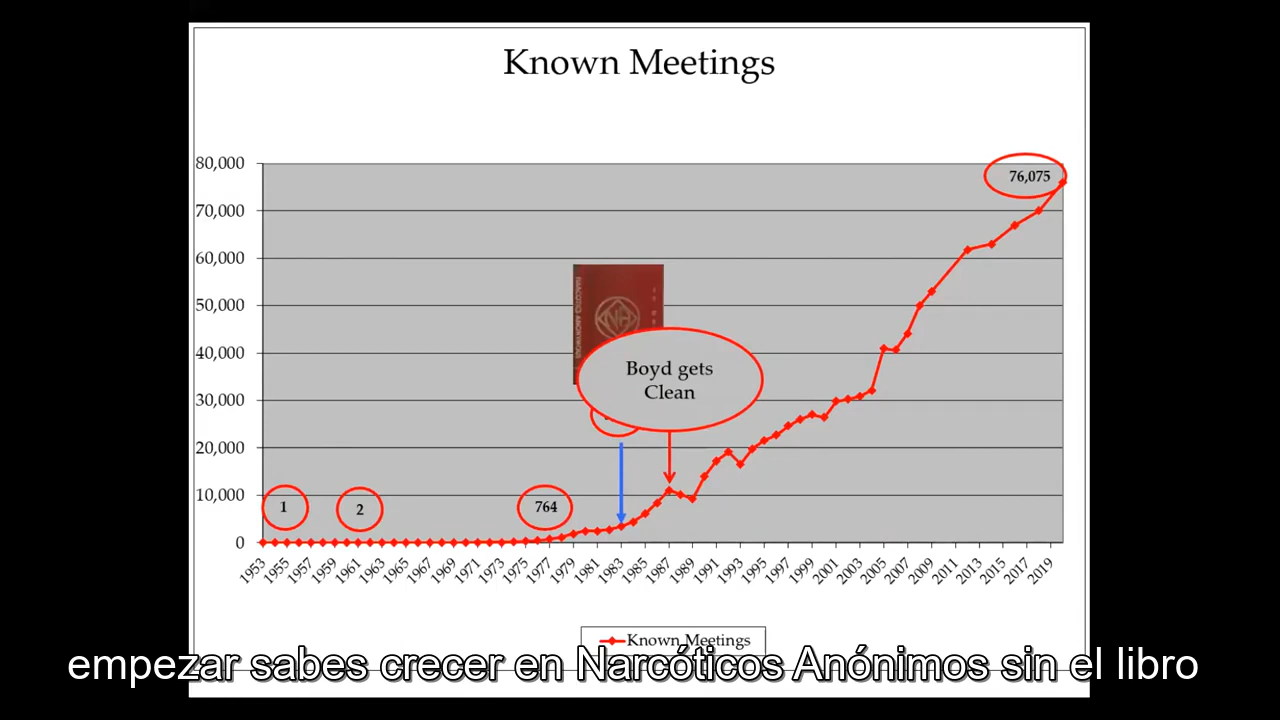 Known Meetings
80,000
70,000
60,000
50,000
40,000
30,000
20,000
10,000
0
76,075
NARCOTICS ANONYMOUS
NA
Boyd gets
Clean
1
2
764
1953 1955 1957 1959 1961 1963 1965 1967 1969 1971 1973 1975 1977 1979 1981 1983 1985 1987 1989 1991 1993 1995 1997 1999 2001 2003 2005 2007 2009 2011 2013 2015 2017 2019
Known Meetings
empezar sabes crecer en Narcóticos Anónimos sin el libro